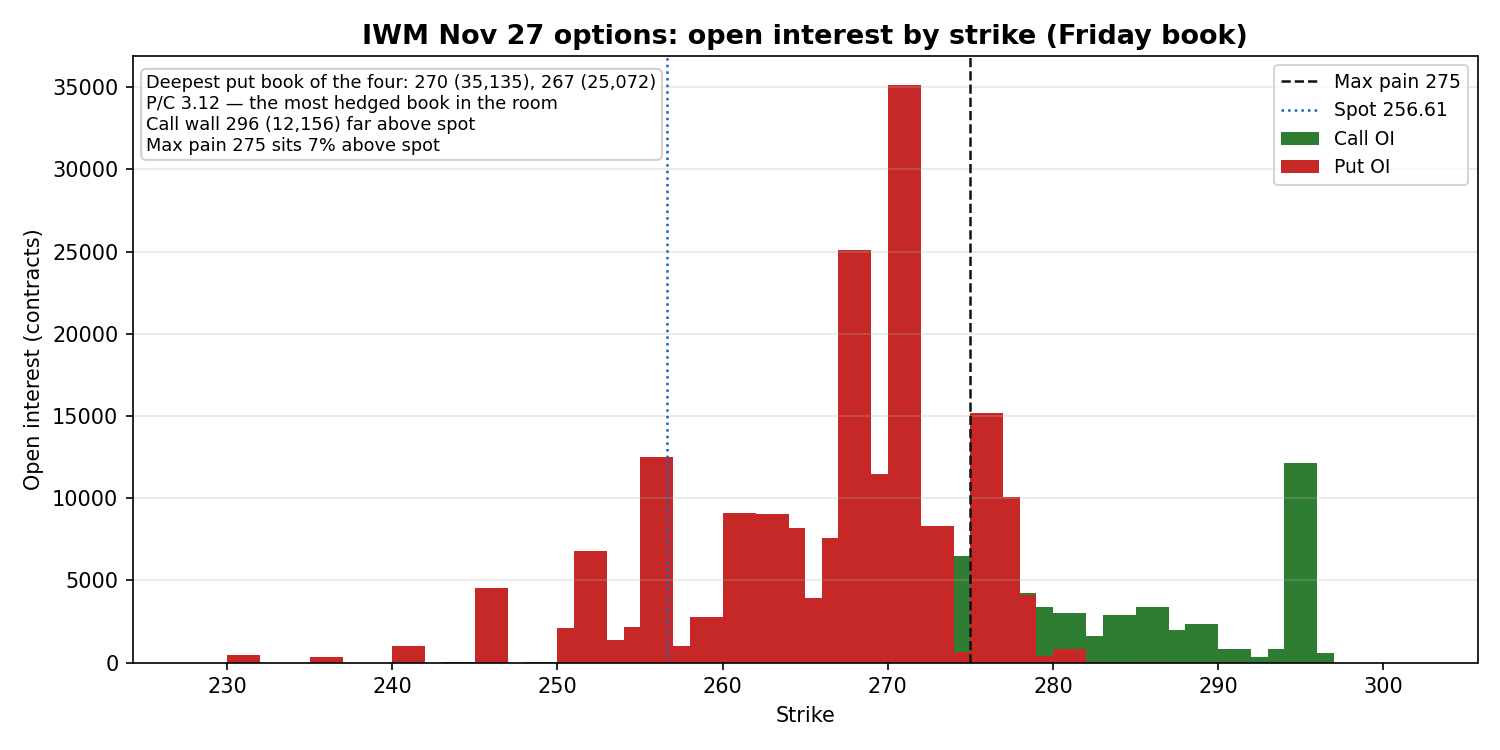 IWM Nov 27 options: open interest by strike (Friday book)
Deepest put book of the four: 270 (35,135), 267 (25,072)
P/C 3.12 — the most hedged book in the room
Call wall 296 (12,156) far above spot
Max pain 275 sits 7% above spot
Max pain 275
Spot 256.61
Call OI
Put OI
Open interest (contracts)
35000
30000
25000
20000
15000
10000
5000
0
230
240
250
260
270
280
290
300
Strike